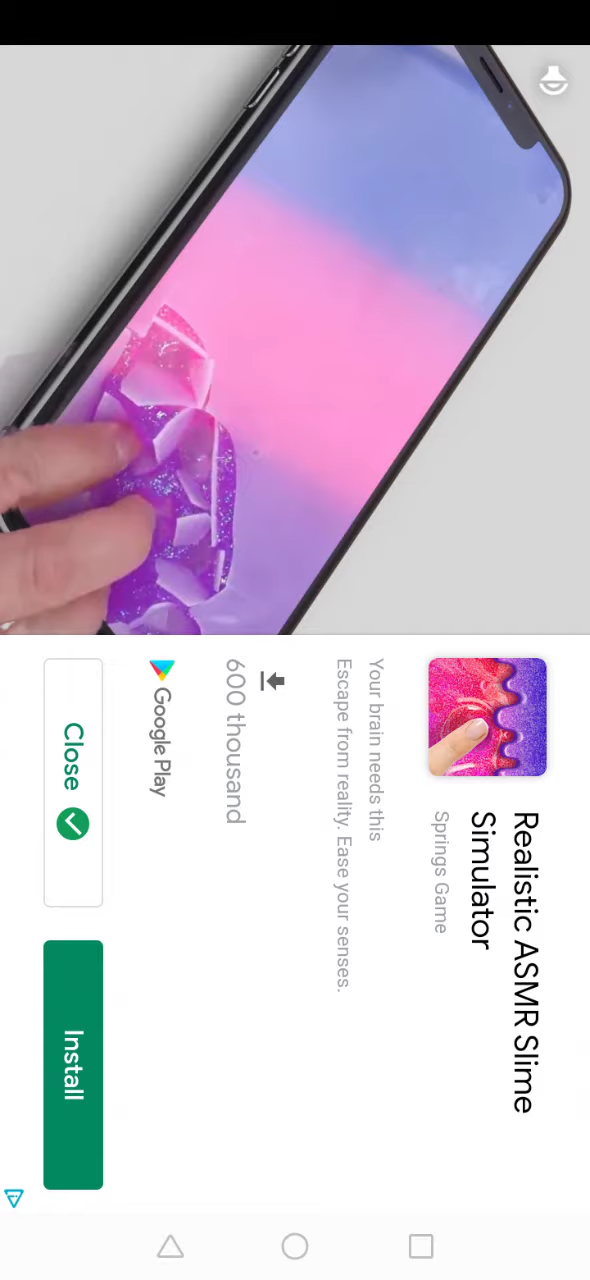 Realistic ASMR Slime
Simulator
Springs Game
Your brain needs this
Escape from reality. Ease your senses.
600 thousand
Google Play
Close
Install